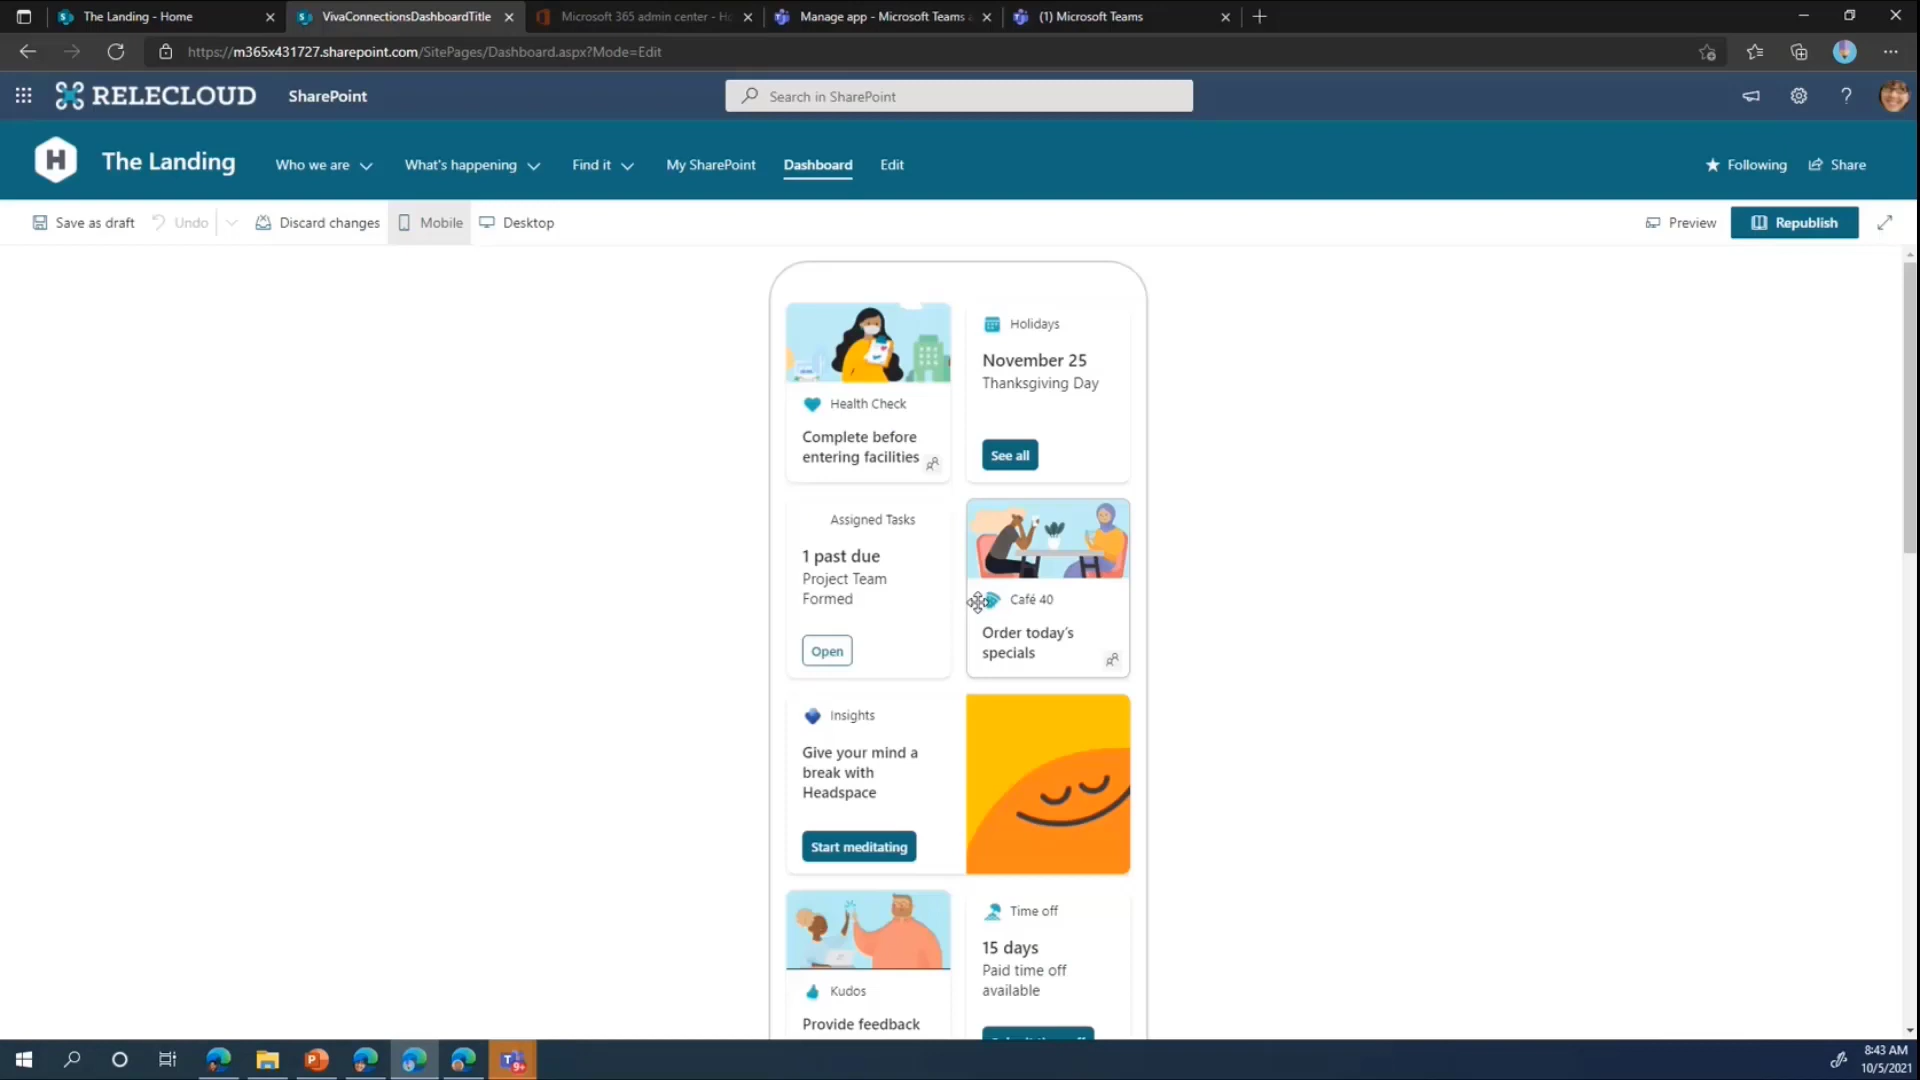 The Landing - Home
VivaConnectionsDashboardTitle
Microsoft 365 admin center - H
Manage app - Microsoft Teams a
(1) Microsoft Teams
https://m365x431727.sharepoint.com/SitePages/Dashboard.aspx?Mode=Edit
RELECLOUD
SharePoint
Search in SharePoint
H
The Landing
Who we are
What's happening
Find it
My SharePoint
Dashboard
Edit
Following
Share
Save as draft
Undo
Discard changes
Mobile
Desktop
Preview
Republish
Health Check
Complete before
entering facilities
Holidays
November 25
Thanksgiving Day
See all
Assigned Tasks
1 past due
Project Team
Formed
Open
Café 40
Order today's
specials
Insights
Give your mind a
break with
Headspace
Start meditating
Kudos
Provide feedback
Time off
15 days
Paid time off
available
9+
8:43 AM
10/5/2021